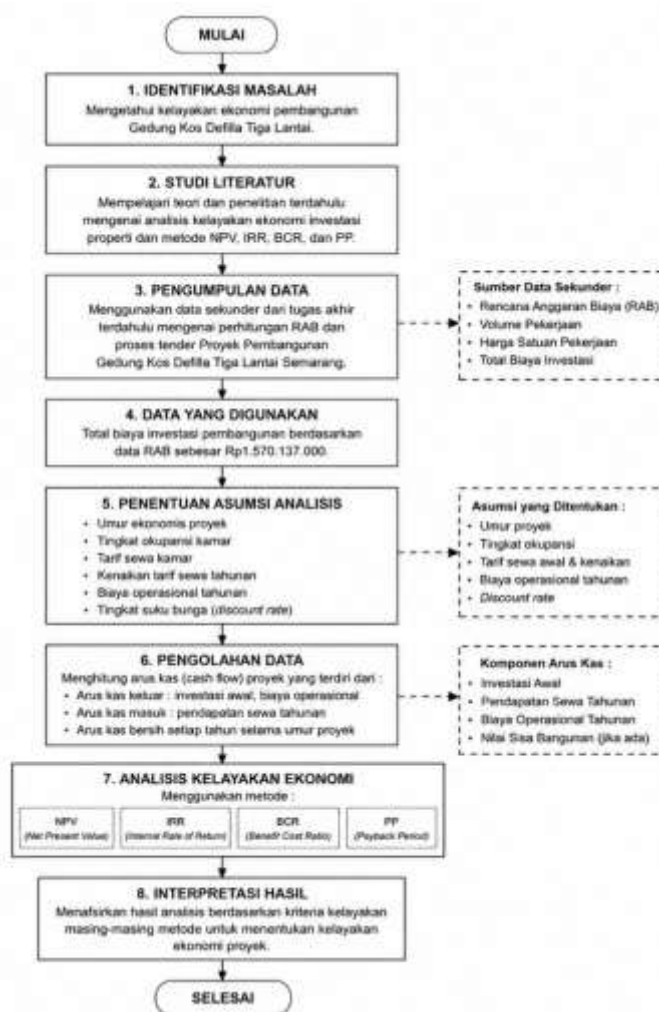 MULAI
1. IDENTIFIKASI MASALAH
Mengetahui kelayakan ekonomi pembangunan
Gedung Kos Defilla Tiga Lantai.
2. STUDI LITERATUR
Mempelajari teori dan penelitian terdahulu
mengenai analisis kelayakan ekonomi investasi
properti dan metode NPV, IRR, BCR, dan PP.
3. PENGUMPULAN DATA
Menggunakan data sekunder dari tugas akhir
terdahulu mengenai perhitungan RAB dan
proses tender Proyek Pembangunan
Gedung Kos Defilla Tiga Lantai Semarang.
Sumber Data Sekunder :
• Rencana Anggaran Biaya (RAB)
• Volume Pekerjaan
• Harga Satuan Pekerjaan
• Total Biaya Investasi
4. DATA YANG DIGUNAKAN
Total biaya investasi pembangunan berdasarkan
data RAB sebesar Rp1.570.137.000.
5. PENENTUAN ASUMSI ANALISIS
• Umur ekonomis proyek
• Tingkat okupansi kamar
• Tarif sewa kamar
• Kenaikan tarif sewa tahunan
• Biaya operasional tahunan
• Tingkat suku bunga (discount rate)
Asumsi yang Ditentukan :
• Umur proyek
• Tingkat okupansi
• Tarif sewa awal & kenaikan
• Biaya operasional tahunan
• Discount rate
6. PENGOLAHAN DATA
Menghitung arus kas (cash flow) proyek yang terdiri dari :
• Arus kas keluar : investasi awal, biaya operasional
• Arus kas masuk : pendapatan sewa tahunan
• Arus kas bersih setiap tahun selama umur proyek
Komponen Arus Kas :
• Investasi Awal
• Pendapatan Sewa Tahunan
• Biaya Operasional Tahunan
• Nilai Sisa Bangunan (jika ada)
7. ANALISIS KELAYAKAN EKONOMI
Menggunakan metode :
NPV
(Net Present Value)
IRR
(Internal Rate of Return)
BCR
(Benefit Cost Ratio)
PP
(Payback Period)
8. INTERPRETASI HASIL
Menafsirkan hasil analisis berdasarkan kriteria kelayakan
masing-masing metode untuk menentukan kelayakan
ekonomi proyek.
SELESAI